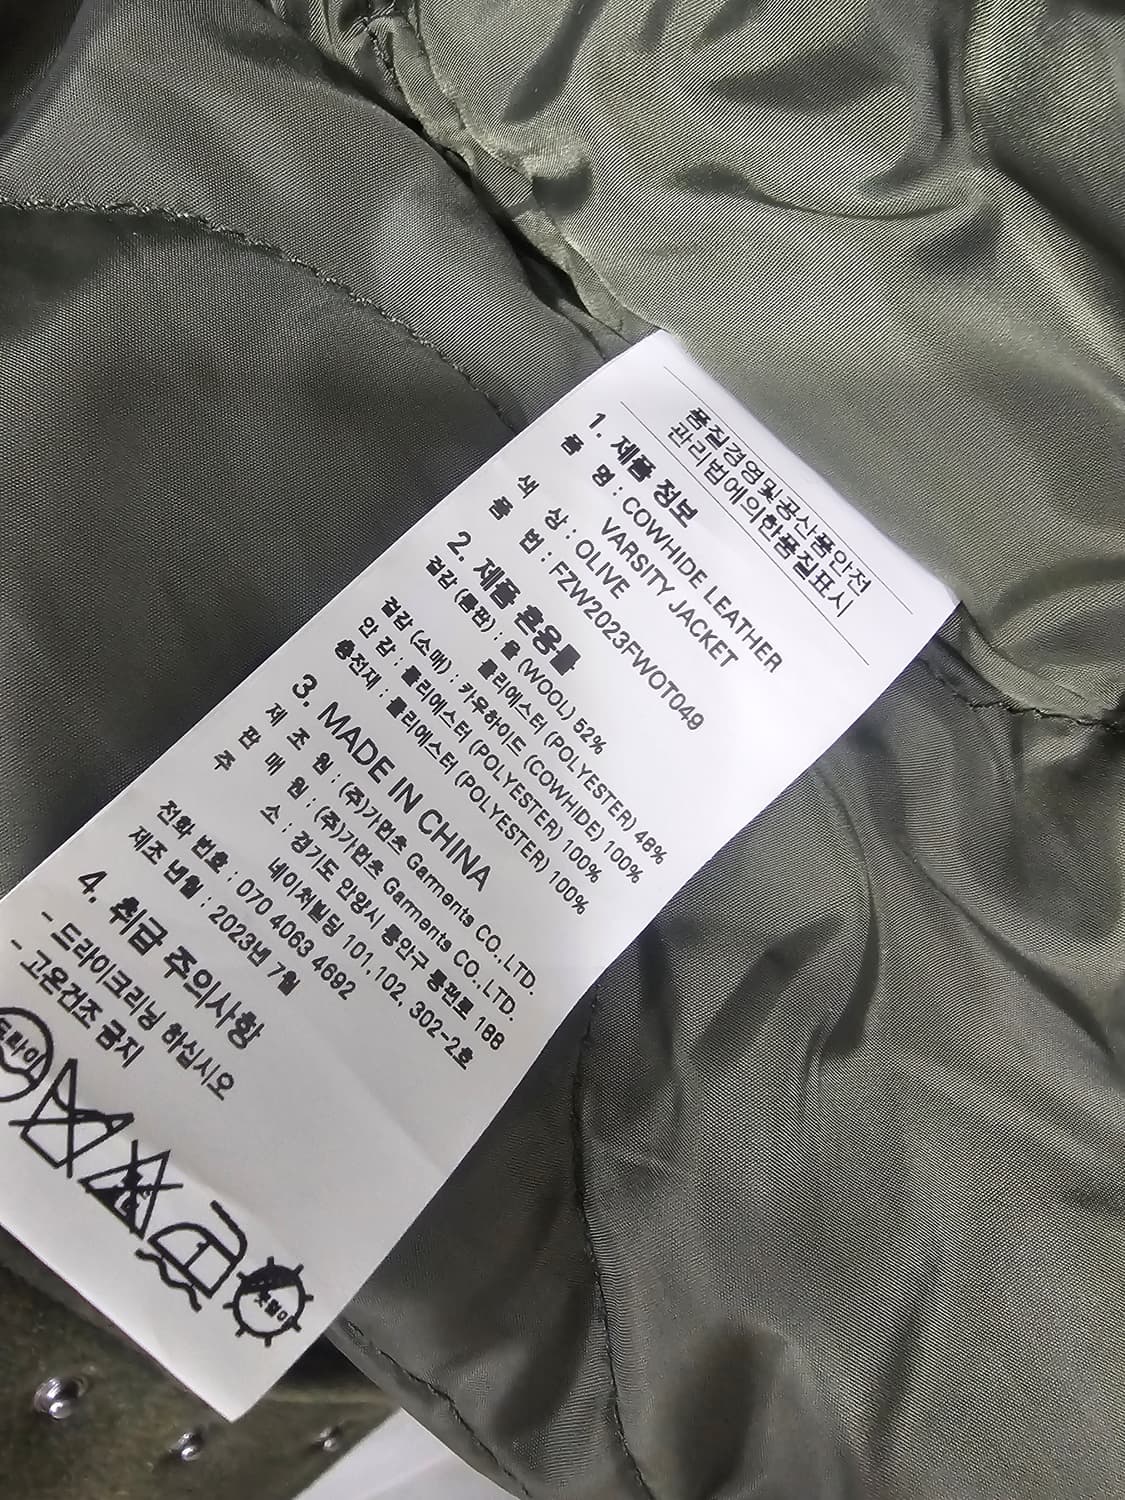 품질경영및공산품안전
관리법에의한품질표시
1. 제품 정보
품 명 : COWHIDE LEATHER
VARSITY JACKET
색 상 : OLIVE
품 번 : FZW2023FWOT049
2. 제품 혼용률
겉감 (몸판) : 울 (WOOL) 52%
폴리에스터 (POLYESTER) 48%
겉감 (소매) : 카우하이드 (COWHIDE) 100%
안 감 : 폴리에스터 (POLYESTER) 100%
충전재 : 폴리에스터 (POLYESTER) 100%
3. MADE IN CHINA
제 조 원 : (주)가먼츠 Garments CO.,LTD.
판 매 원 : (주)가먼츠 Garments CO.,LTD.
주 소 : 경기도 안양시 동안구 흥안로 188
네이처빌딩 101,102, 302-2호
전화 번호 : 070 4063 4692
제조 년월 : 2023년 7월
4. 취급 주의사항
- 드라이크리닝 하십시오
- 고온건조 금지
드라이